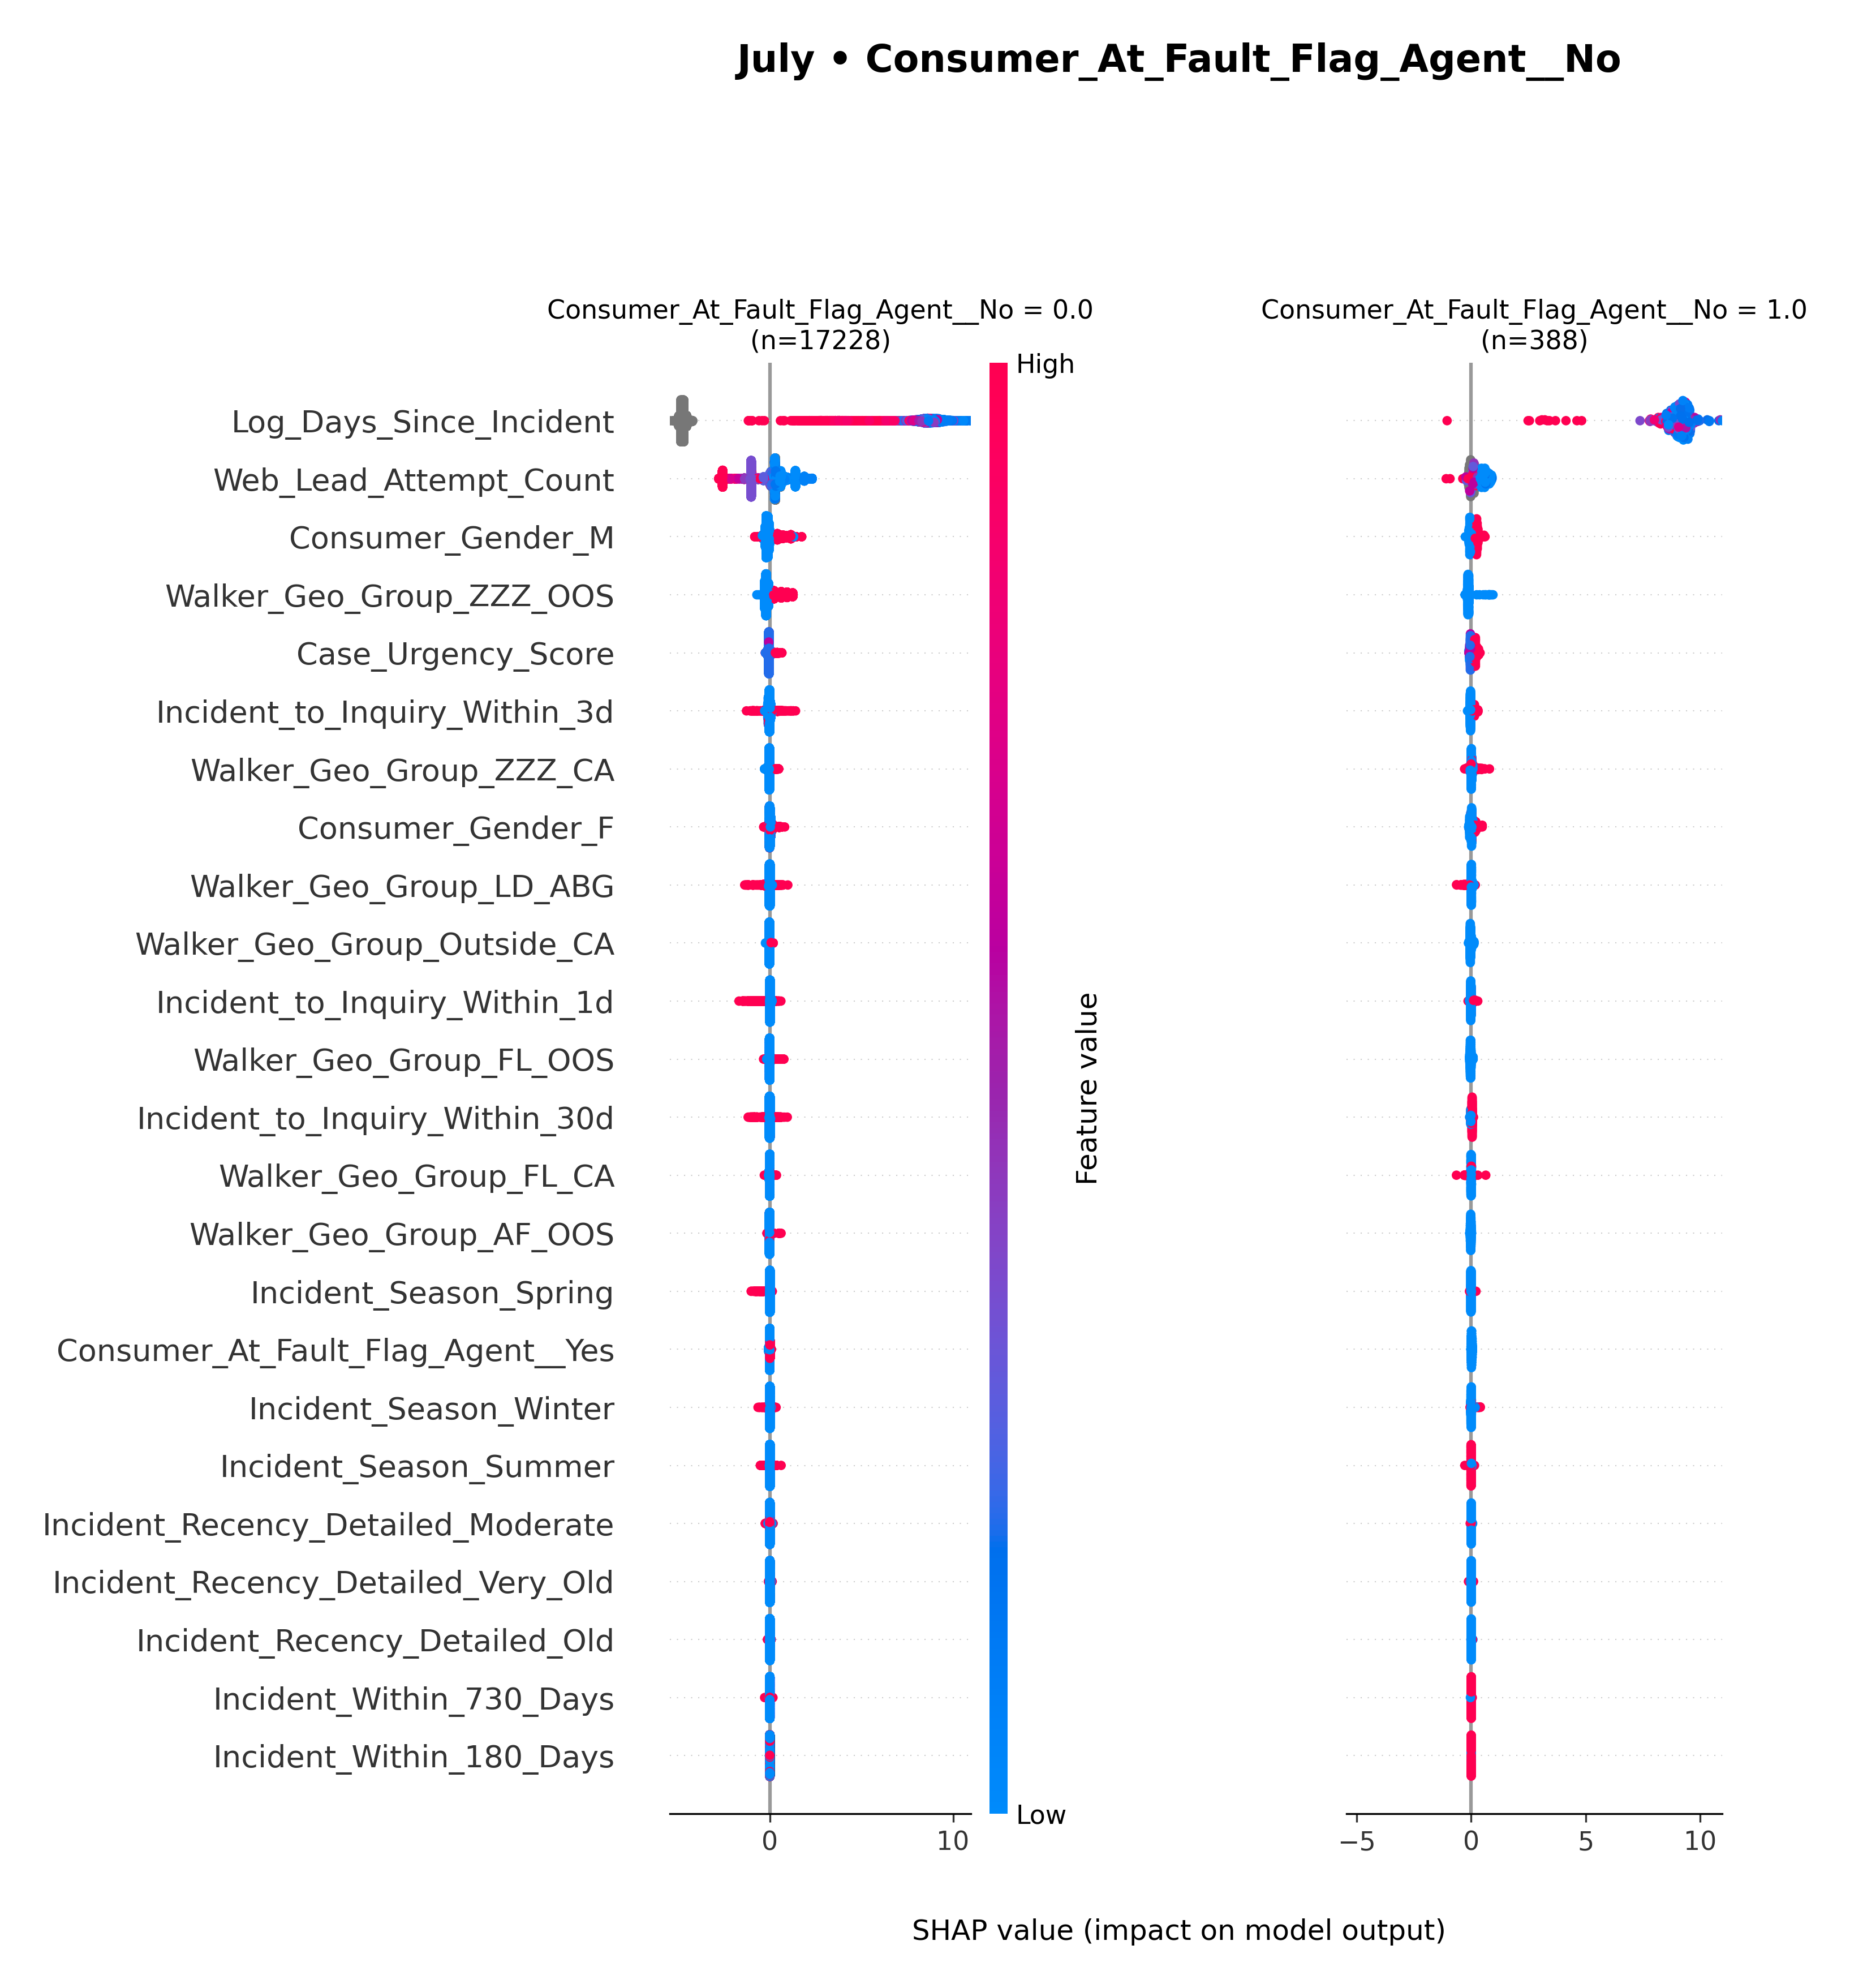 July • Consumer_At_Fault_Flag_Agent__No
Consumer_At_Fault_Flag_Agent__No = 0.0
(n=17228)
Consumer_At_Fault_Flag_Agent__No = 1.0
(n=388)
High
Log_Days_Since_Incident
Web_Lead_Attempt_Count
Consumer_Gender_M
Walker_Geo_Group_ZZZ_OOS
Case_Urgency_Score
Incident_to_Inquiry_Within_3d
Walker_Geo_Group_ZZZ_CA
Consumer_Gender_F
Walker_Geo_Group_LD_ABG
Walker_Geo_Group_Outside_CA
Incident_to_Inquiry_Within_1d
Walker_Geo_Group_FL_OOS
Incident_to_Inquiry_Within_30d
Walker_Geo_Group_FL_CA
Walker_Geo_Group_AF_OOS
Incident_Season_Spring
Consumer_At_Fault_Flag_Agent__Yes
Incident_Season_Winter
Incident_Season_Summer
Incident_Recency_Detailed_Moderate
Incident_Recency_Detailed_Very_Old
Incident_Recency_Detailed_Old
Incident_Within_730_Days
Incident_Within_180_Days
Feature value
Low
0 10
−5 0 5 10
SHAP value (impact on model output)